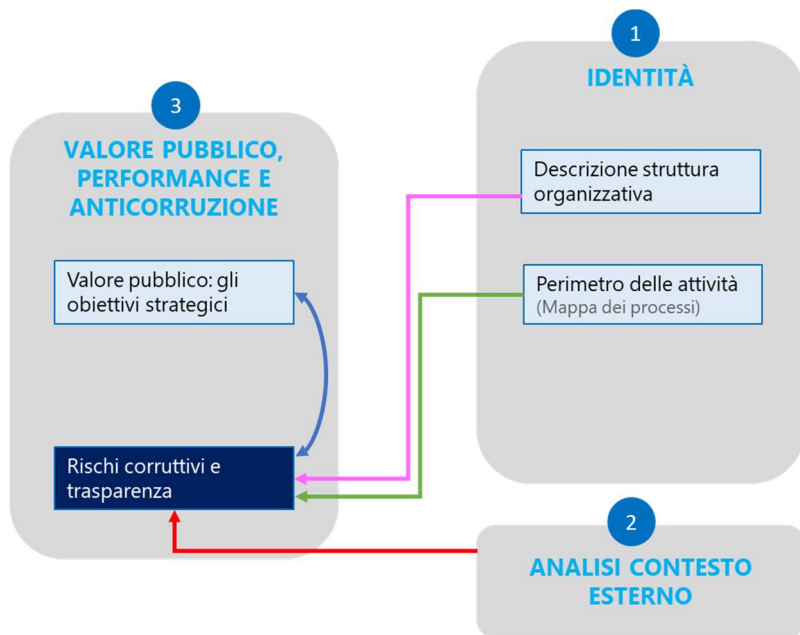 1
IDENTITÀ
Descrizione struttura
organizzativa
Perimetro delle attività
(Mappa dei processi)
2
ANALISI CONTESTO
ESTERNO
3
VALORE PUBBLICO,
PERFORMANCE E
ANTICORRUZIONE
Valore pubblico: gli
obiettivi strategici
Rischi corruttivi e
trasparenza